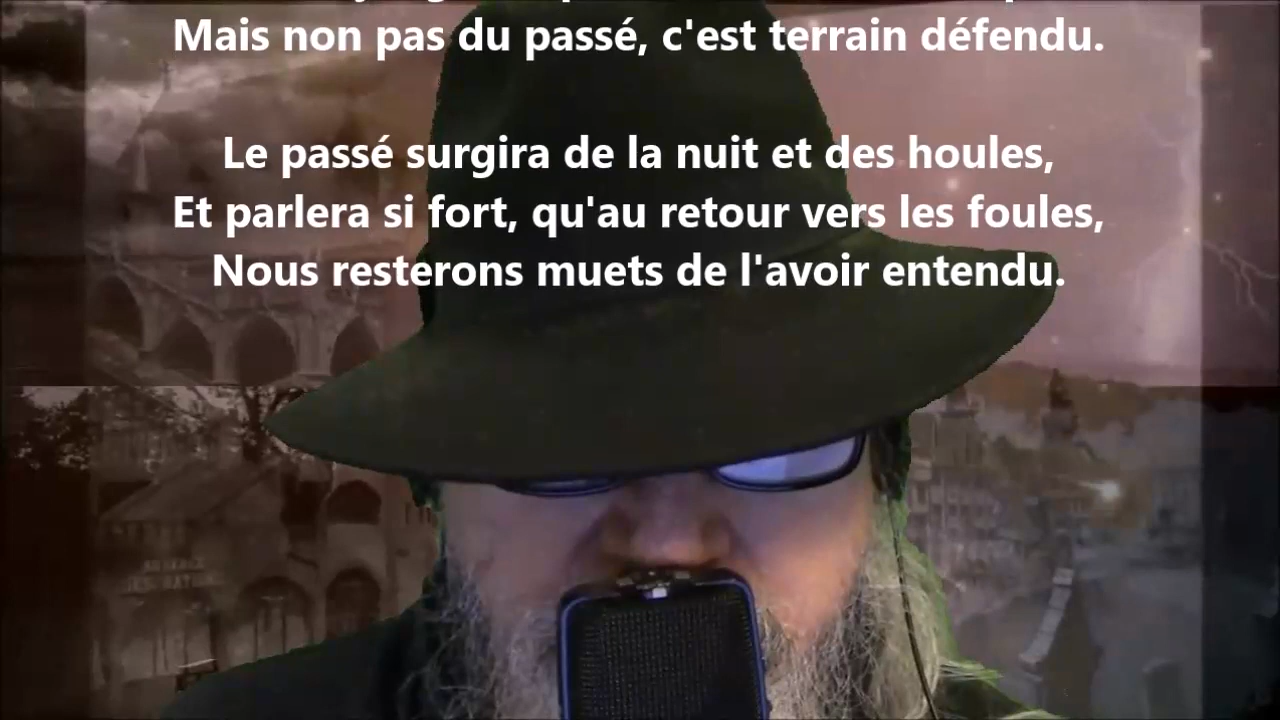 Mais non pas du passé, c'est terrain défendu.
Le passé surgira de la nuit et des houles,
Et parlera si fort, qu'au retour vers les foules,
Nous resterons muets de l'avoir entendu.